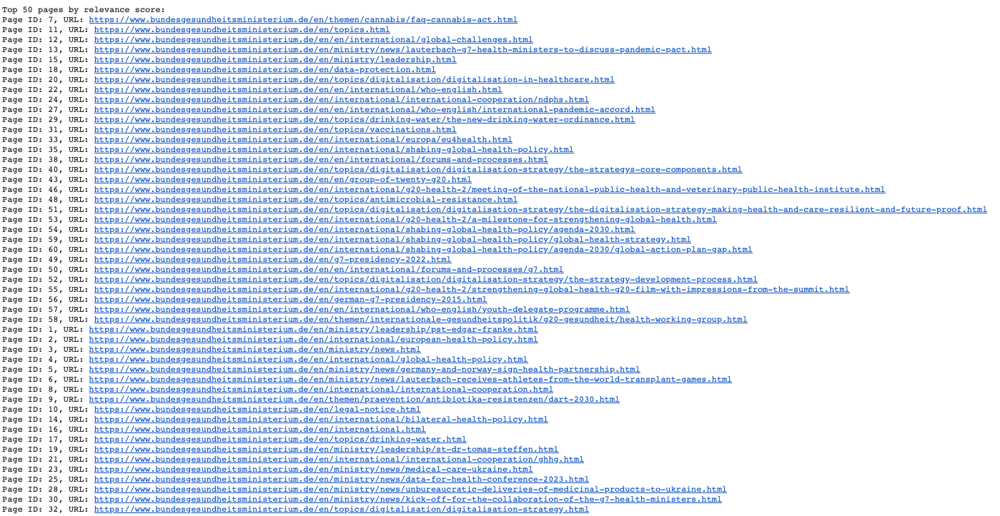 Top 50 pages by relevance score:
Page ID: 7, URL: https://www.bundesgesundheitsministerium.de/en/themen/cannabis/faq-cannabis-act.html
Page ID: 11, URL: https://www.bundesgesundheitsministerium.de/en/topics.html
Page ID: 12, URL: https://www.bundesgesundheitsministerium.de/en/en/international/global-challenges.html
Page ID: 13, URL: https://www.bundesgesundheitsministerium.de/en/ministry/news/lauterbach-g7-health-ministers-to-discuss-pandemic-pact.html
Page ID: 15, URL: https://www.bundesgesundheitsministerium.de/en/ministry/leadership.html
Page ID: 18, URL: https://www.bundesgesundheitsministerium.de/en/data-protection.html
Page ID: 20, URL: https://www.bundesgesundheitsministerium.de/en/topics/digitalisation/digitalisation-in-healthcare.html
Page ID: 22, URL: https://www.bundesgesundheitsministerium.de/en/en/international/who-english.html
Page ID: 24, URL: https://www.bundesgesundheitsministerium.de/en/international/international-cooperation/ndphs.html
Page ID: 27, URL: https://www.bundesgesundheitsministerium.de/en/en/international/who-english/international-pandemic-accord.html
Page ID: 29, URL: https://www.bundesgesundheitsministerium.de/en/topics/drinking-water/the-new-drinking-water-ordinance.html
Page ID: 31, URL: https://www.bundesgesundheitsministerium.de/en/topics/vaccinations.html
Page ID: 33, URL: https://www.bundesgesundheitsministerium.de/en/international/europa/eu4health.html
Page ID: 35, URL: https://www.bundesgesundheitsministerium.de/en/international/shabing-global-health-policy.html
Page ID: 38, URL: https://www.bundesgesundheitsministerium.de/en/en/international/forums-and-processes.html
Page ID: 40, URL: https://www.bundesgesundheitsministerium.de/en/topics/digitalisation/digitalisation-strategy/the-strategys-core-components.html
Page ID: 43, URL: https://www.bundesgesundheitsministerium.de/en/en/group-of-twenty-g20.html
Page ID: 46, URL: https://www.bundesgesundheitsministerium.de/en/international/g20-health-2/meeting-of-the-national-public-health-and-veterinary-public-health-institute.html
Page ID: 48, URL: https://www.bundesgesundheitsministerium.de/en/topics/antimicrobial-resistance.html
Page ID: 51, URL: https://www.bundesgesundheitsministerium.de/en/topics/digitalisation/digitalisation-strategy/the-digitalisation-strategy-making-health-and-care-resilient-and-future-proof.html
Page ID: 53, URL: https://www.bundesgesundheitsministerium.de/en/international/g20-health-2/a-milestone-for-strengthening-global-health.html
Page ID: 54, URL: https://www.bundesgesundheitsministerium.de/en/international/shabing-global-health-policy/agenda-2030.html
Page ID: 59, URL: https://www.bundesgesundheitsministerium.de/en/international/shabing-global-health-policy/global-health-strategy.html
Page ID: 60, URL: https://www.bundesgesundheitsministerium.de/en/international/shabing-global-health-policy/agenda-2030/global-action-plan-gap.html
Page ID: 49, URL: https://www.bundesgesundheitsministerium.de/en/g7-presidency-2022.html
Page ID: 50, URL: https://www.bundesgesundheitsministerium.de/en/en/international/forums-and-processes/g7.html
Page ID: 52, URL: https://www.bundesgesundheitsministerium.de/en/topics/digitalisation/digitalisation-strategy/the-strategy-development-process.html
Page ID: 55, URL: https://www.bundesgesundheitsministerium.de/en/international/g20-health-2/strengthening-global-health-g20-film-with-impressions-from-the-summit.html
Page ID: 56, URL: https://www.bundesgesundheitsministerium.de/en/german-g7-presidency-2015.html
Page ID: 57, URL: https://www.bundesgesundheitsministerium.de/en/en/international/who-english/youth-delegate-programme.html
Page ID: 58, URL: https://www.bundesgesundheitsministerium.de/en/themen/internationale-gesundheitspolitik/g20-gesundheit/health-working-group.html
Page ID: 1, URL: https://www.bundesgesundheitsministerium.de/en/ministry/leadership/pst-edgar-franke.html
Page ID: 2, URL: https://www.bundesgesundheitsministerium.de/en/international/european-health-policy.html
Page ID: 3, URL: https://www.bundesgesundheitsministerium.de/en/ministry/news.html
Page ID: 4, URL: https://www.bundesgesundheitsministerium.de/en/international/global-health-policy.html
Page ID: 5, URL: https://www.bundesgesundheitsministerium.de/en/ministry/news/germany-and-norway-sign-health-partnership.html
Page ID: 6, URL: https://www.bundesgesundheitsministerium.de/en/ministry/news/lauterbach-receives-athletes-from-the-world-transplant-games.html
Page ID: 8, URL: https://www.bundesgesundheitsministerium.de/en/international/international-cooperation.html
Page ID: 9, URL: https://www.bundesgesundheitsministerium.de/en/themen/praevention/antibiotika-resistenzen/dart-2030.html
Page ID: 10, URL: https://www.bundesgesundheitsministerium.de/en/legal-notice.html
Page ID: 14, URL: https://www.bundesgesundheitsministerium.de/en/international/bilateral-health-policy.html
Page ID: 16, URL: https://www.bundesgesundheitsministerium.de/en/international.html
Page ID: 17, URL: https://www.bundesgesundheitsministerium.de/en/topics/drinking-water.html
Page ID: 19, URL: https://www.bundesgesundheitsministerium.de/en/ministry/leadership/st-dr-tomas-steffen.html
Page ID: 21, URL: https://www.bundesgesundheitsministerium.de/en/international/international-cooperation/ghhg.html
Page ID: 23, URL: https://www.bundesgesundheitsministerium.de/en/ministry/news/medical-care-ukraine.html
Page ID: 25, URL: https://www.bundesgesundheitsministerium.de/en/ministry/news/data-for-health-conference-2023.html
Page ID: 28, URL: https://www.bundesgesundheitsministerium.de/en/ministry/news/unbureaucratic-deliveries-of-medicinal-products-to-ukraine.html
Page ID: 30, URL: https://www.bundesgesundheitsministerium.de/en/ministry/news/kick-off-for-the-collaboration-of-the-g7-health-ministers.html
Page ID: 32, URL: https://www.bundesgesundheitsministerium.de/en/topics/digitalisation/digitalisation-strategy.html